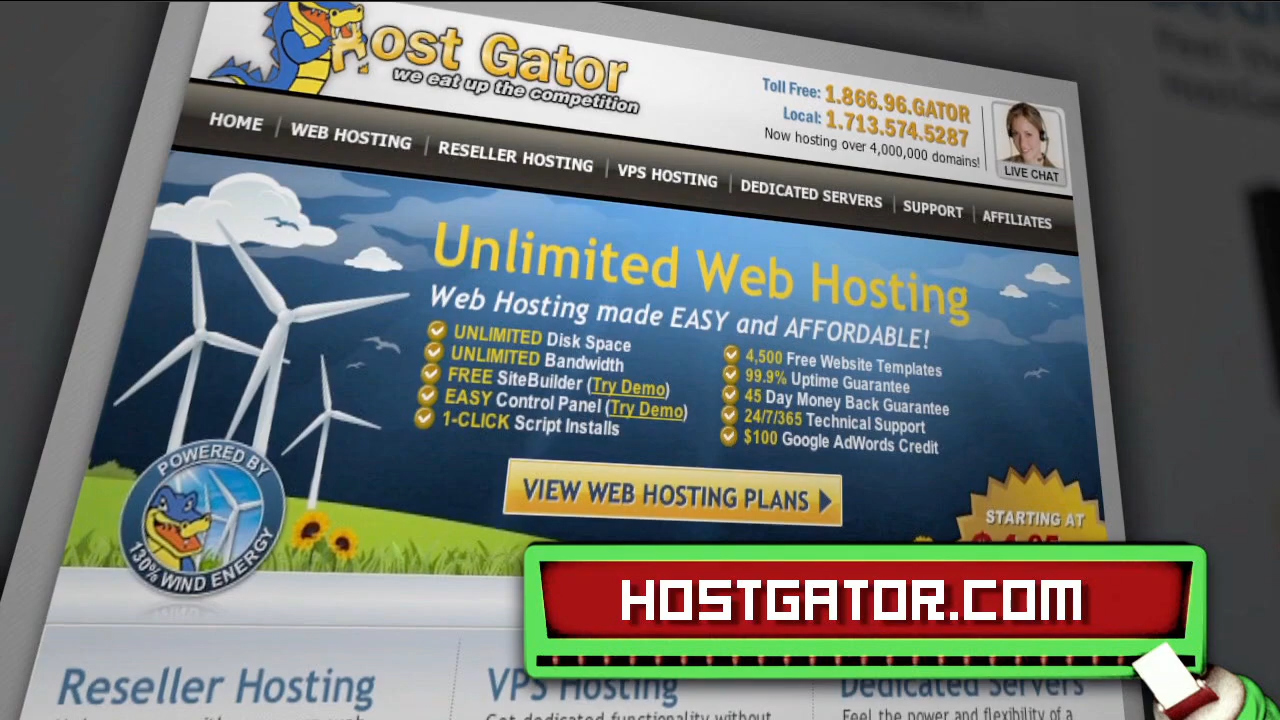 Host Gator
we eat up the competition
Toll Free: 1.866.96.GATOR
Local: 1.713.574.5287
Now hosting over 4,000,000 domains!
LIVE CHAT
HOME
WEB HOSTING
RESELLER HOSTING
VPS HOSTING
DEDICATED SERVERS
SUPPORT
AFFILIATES
Unlimited Web Hosting
Web Hosting made EASY and AFFORDABLE!
UNLIMITED Disk Space
UNLIMITED Bandwidth
FREE SiteBuilder (Try Demo)
EASY Control Panel (Try Demo)
1-CLICK Script Installs
4,500 Free Website Templates
99.9% Uptime Guarantee
45 Day Money Back Guarantee
24/7/365 Technical Support
$100 Google AdWords Credit
VIEW WEB HOSTING PLANS
POWERED BY
130% WIND ENERGY
STARTING AT
HOSTGATOR.COM
Reseller Hosting
VPS Hosting
Dedicated Servers
Get dedicated functionality without
Feel the power and flexibility of a